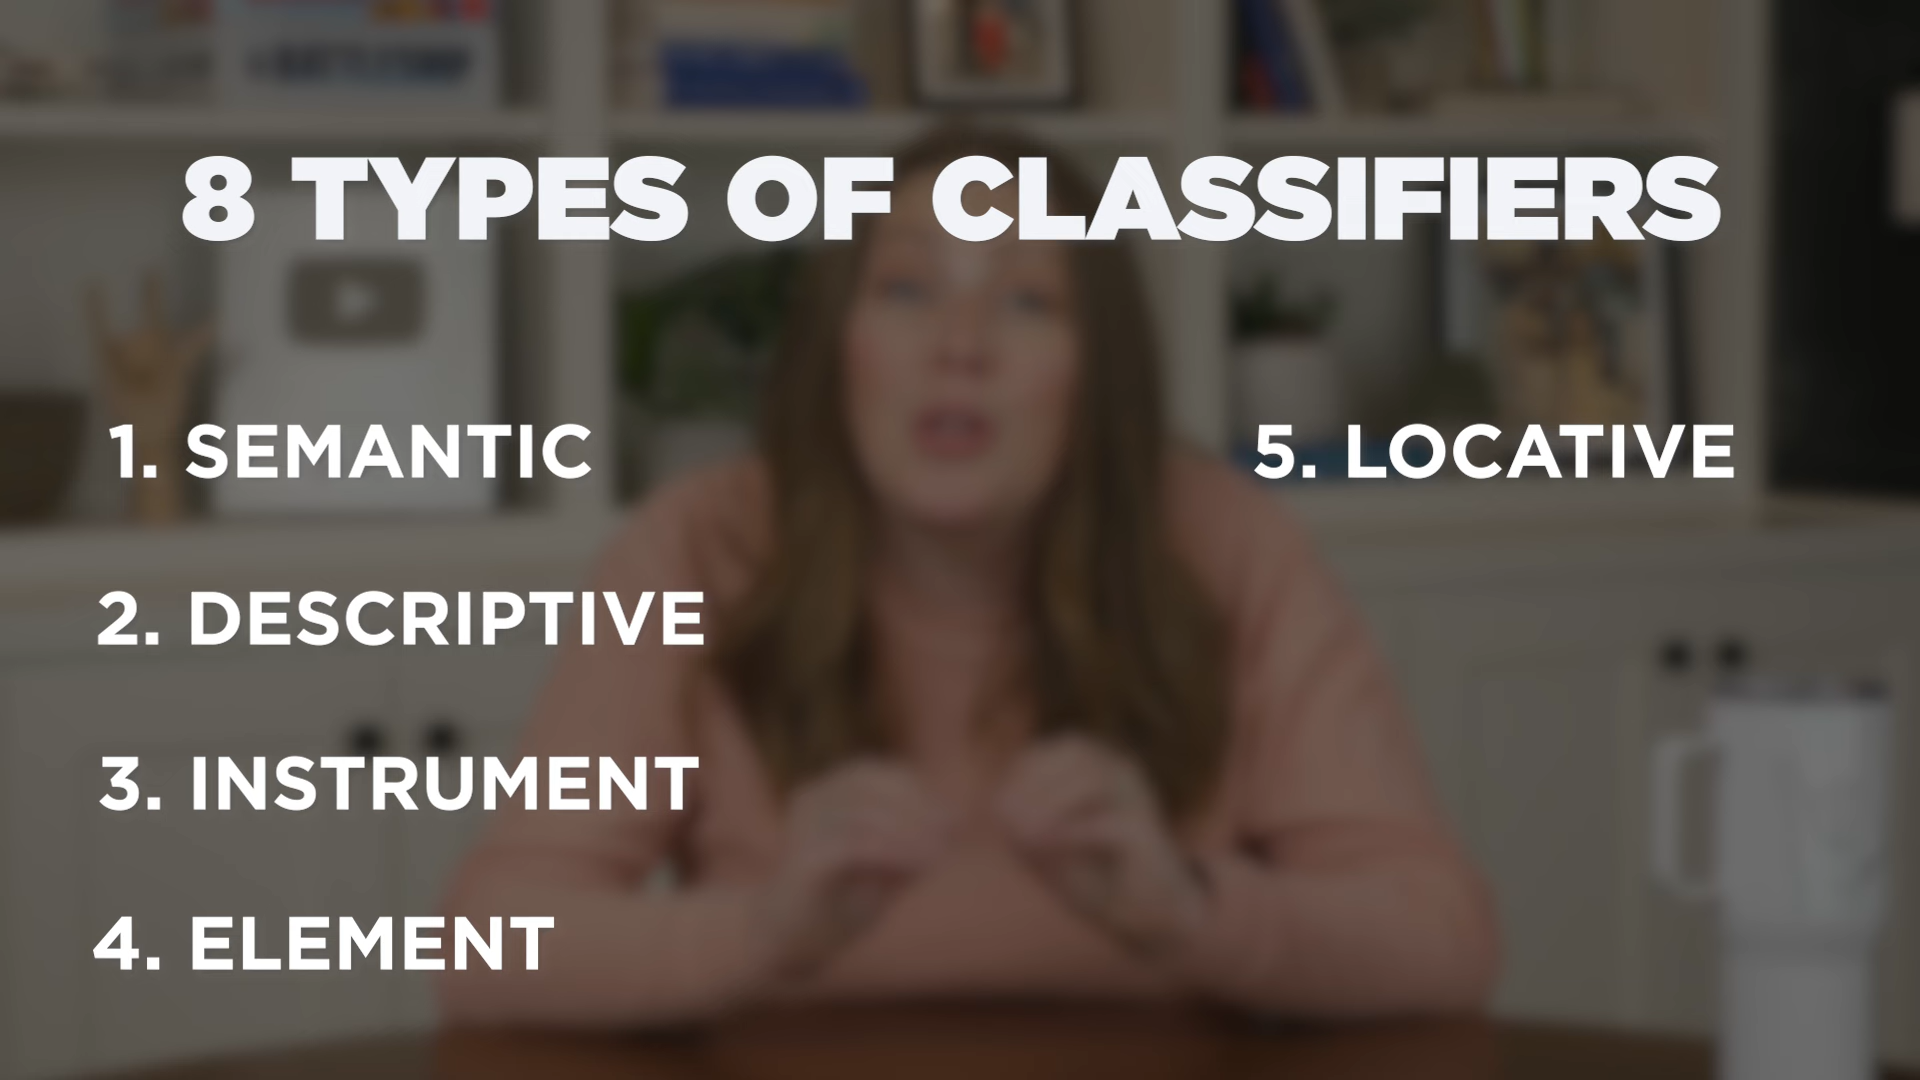 8 TYPES OF CLASSIFIERS
1. SEMANTIC
2. DESCRIPTIVE
3. INSTRUMENT
4. ELEMENT
5. LOCATIVE